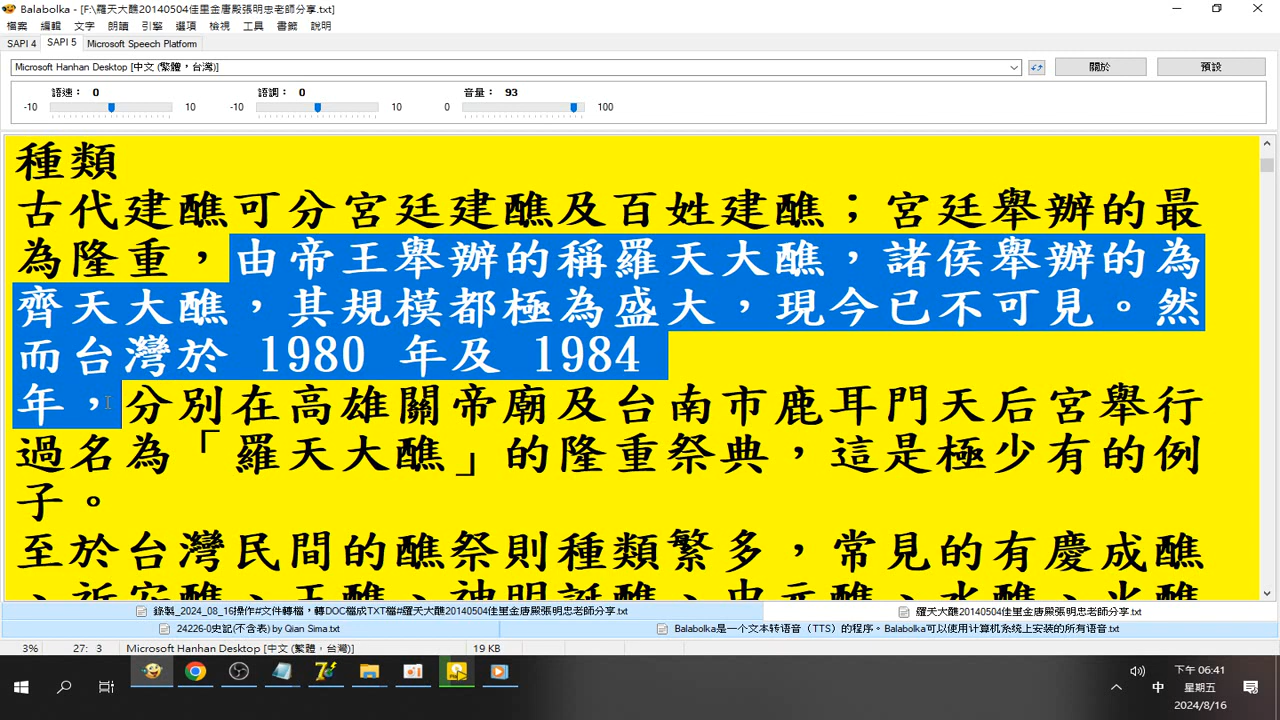 Balabolka - [F:\羅天大醮20140504佳里金唐殿張明忠老師分享.txt]
檔案 編輯 文字 朗讀 引擎 選項 檢視 工具 書籤 說明
SAPI 4 SAPI 5 Microsoft Speech Platform
Microsoft Hanhan Desktop [中文 (繁體，台灣)] 關於 預設
語速： 0 語調： 0 音量： 93
-10 10 -10 10 0 100
種類
古代建醮可分宮廷建醮及百姓建醮；宮廷舉辦的最
為隆重，由帝王舉辦的稱羅天大醮，諸侯舉辦的為
齊天大醮，其規模都極為盛大，現今已不可見。然
而台灣於 1980 年及 1984
年，分別在高雄關帝廟及台南市鹿耳門天后宮舉行
過名為「羅天大醮」的隆重祭典，這是極少有的例
子。
至於台灣民間的醮祭則種類繁多，常見的有慶成醮
、祈安醮、王醮、神明誕醮、中元醮、水醮、火醮
錄製_2024_08_16操作#文件轉檔，轉DOC檔成TXT檔#羅天大醮20140504佳里金唐殿張明忠老師分享.txt 羅天大醮20140504佳里金唐殿張明忠老師分享.txt
24226-0史記(不含表) by Qian Sima.txt Balabolka是一个文本转语音（TTS）的程序。Balabolka可以使用计算机系统上安装的所有语音.txt
3% 27: 3 Microsoft Hanhan Desktop [中文 (繁體，台灣)] 19 KB
下午 06:41
中 星期五
2024/8/16